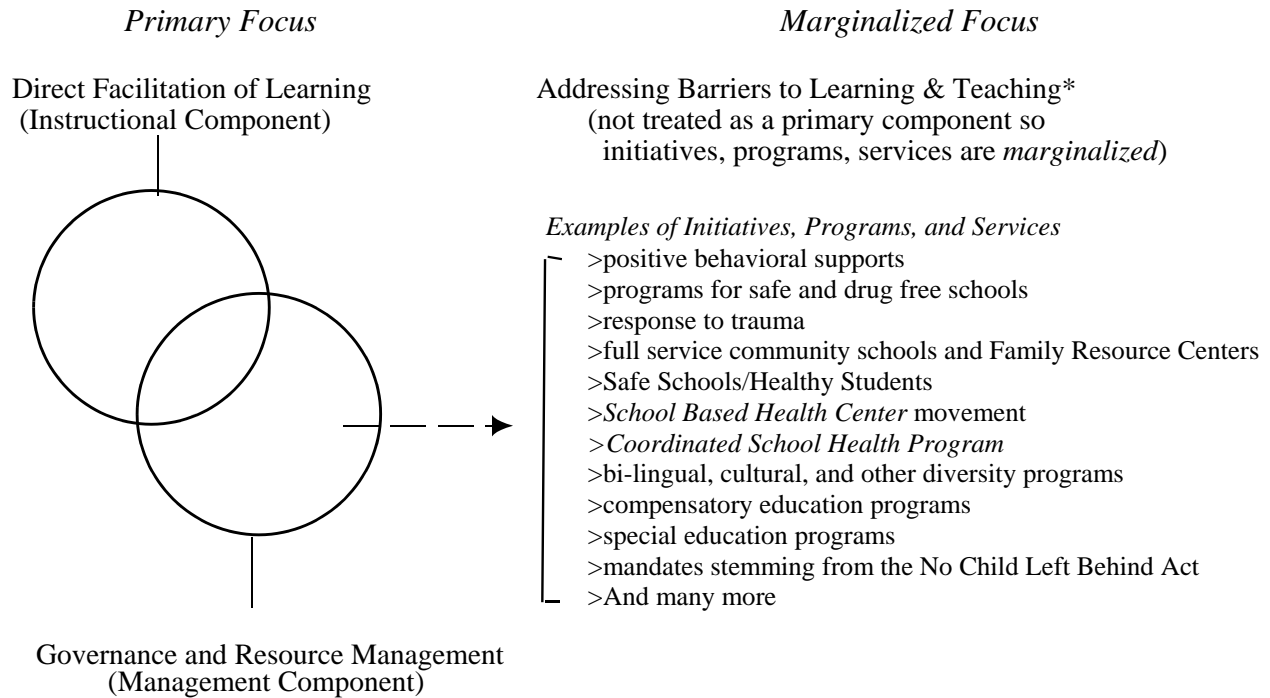 Primary Focus
Marginalized Focus
Direct Facilitation of Learning
(Instructional Component)
Addressing Barriers to Learning & Teaching*
(not treated as a primary component so
initiatives, programs, services are marginalized)
Examples of Initiatives, Programs, and Services
>positive behavioral supports
>programs for safe and drug free schools
>response to trauma
>full service community schools and Family Resource Centers
>Safe Schools/Healthy Students
>School Based Health Center movement
>Coordinated School Health Program
>bi-lingual, cultural, and other diversity programs
>compensatory education programs
>special education programs
>mandates stemming from the No Child Left Behind Act
>And many more
Governance and Resource Management
(Management Component)